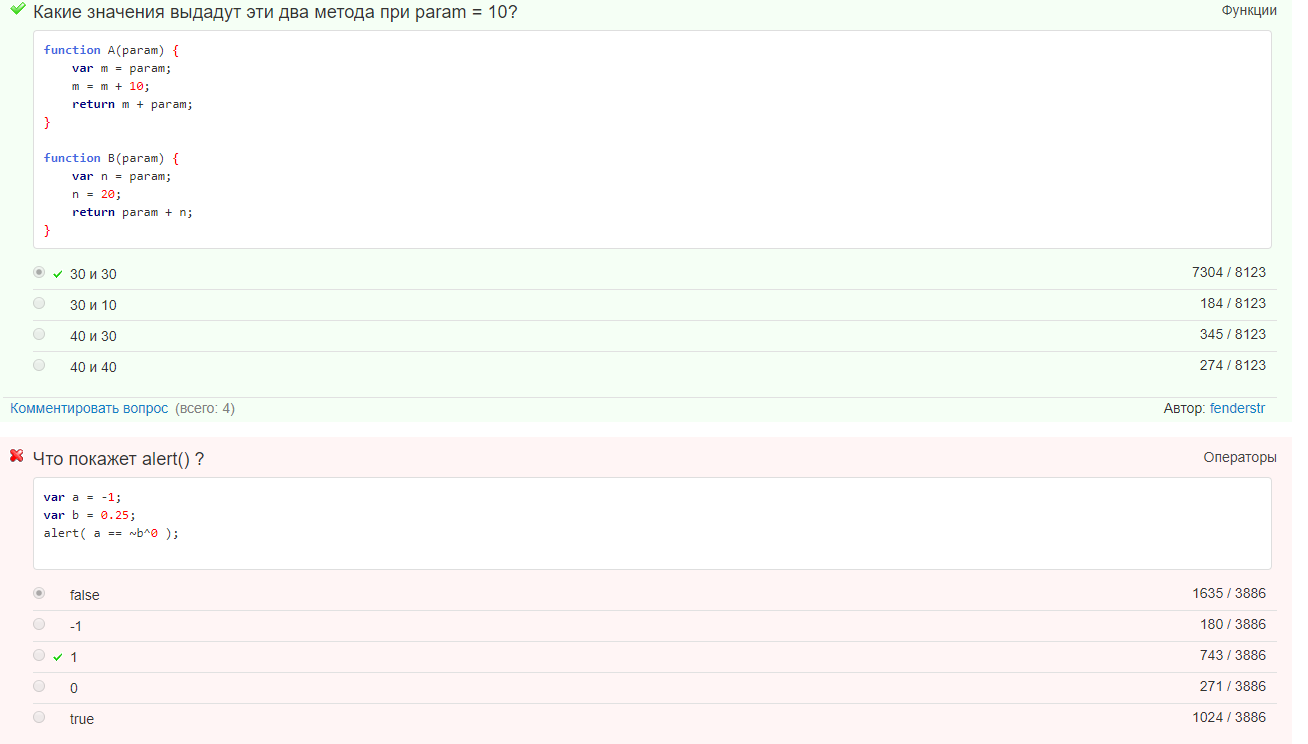 Какие значения выдадут эти два метода при param = 10?
Функции
function A(param) {
    var m = param;
    m = m + 10;
    return m + param;
}
function B(param) {
    var n = param;
    n = 20;
    return param + n;
}
30 и 30 7304 / 8123
30 и 10 184 / 8123
40 и 30 345 / 8123
40 и 40 274 / 8123
Комментировать вопрос (всего: 4) Автор: fenderstr
Что покажет alert() ?
Операторы
var a = -1;
var b = 0.25;
alert( a == ~b^0 );
false 1635 / 3886
-1 180 / 3886
1 743 / 3886
0 271 / 3886
true 1024 / 3886